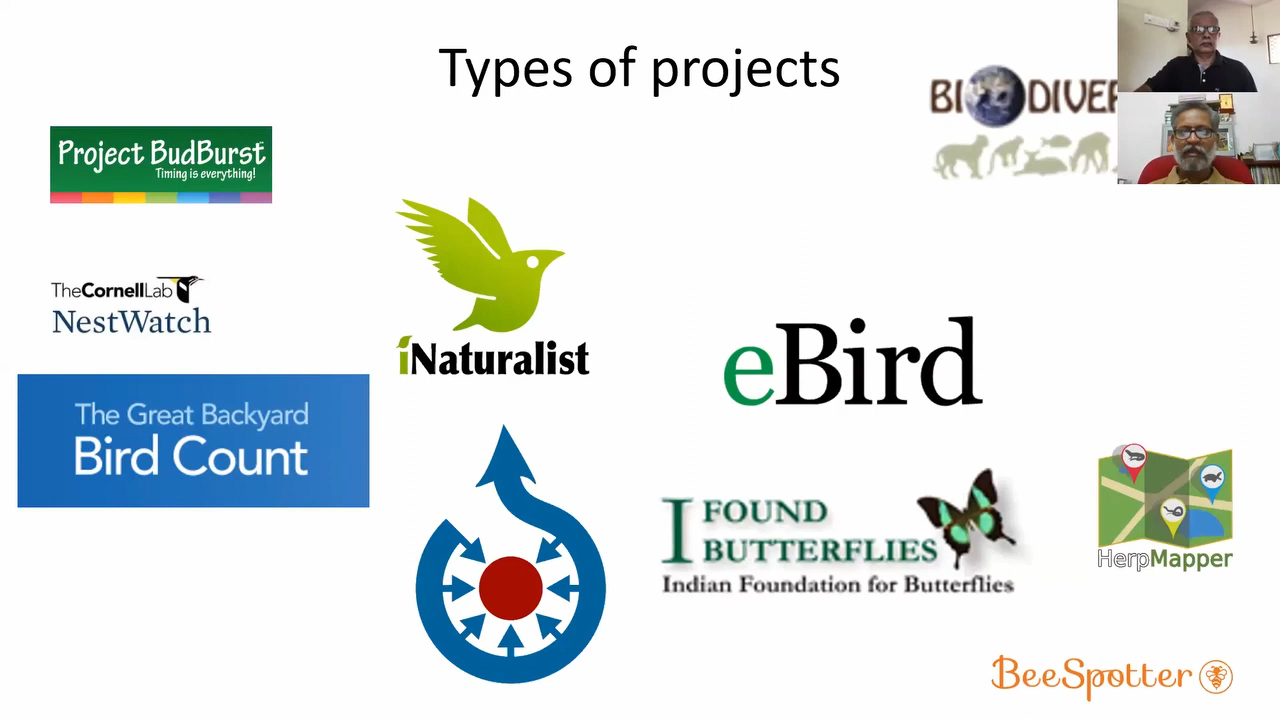 Types of projects
Project BudBurst
Timing is everything!
TheCornellLab
NestWatch
The Great Backyard
Bird Count
iNaturalist
eBird
I FOUND
BUTTERFLIES
Indian Foundation for Butterflies
HerpMapper
BeeSpotter